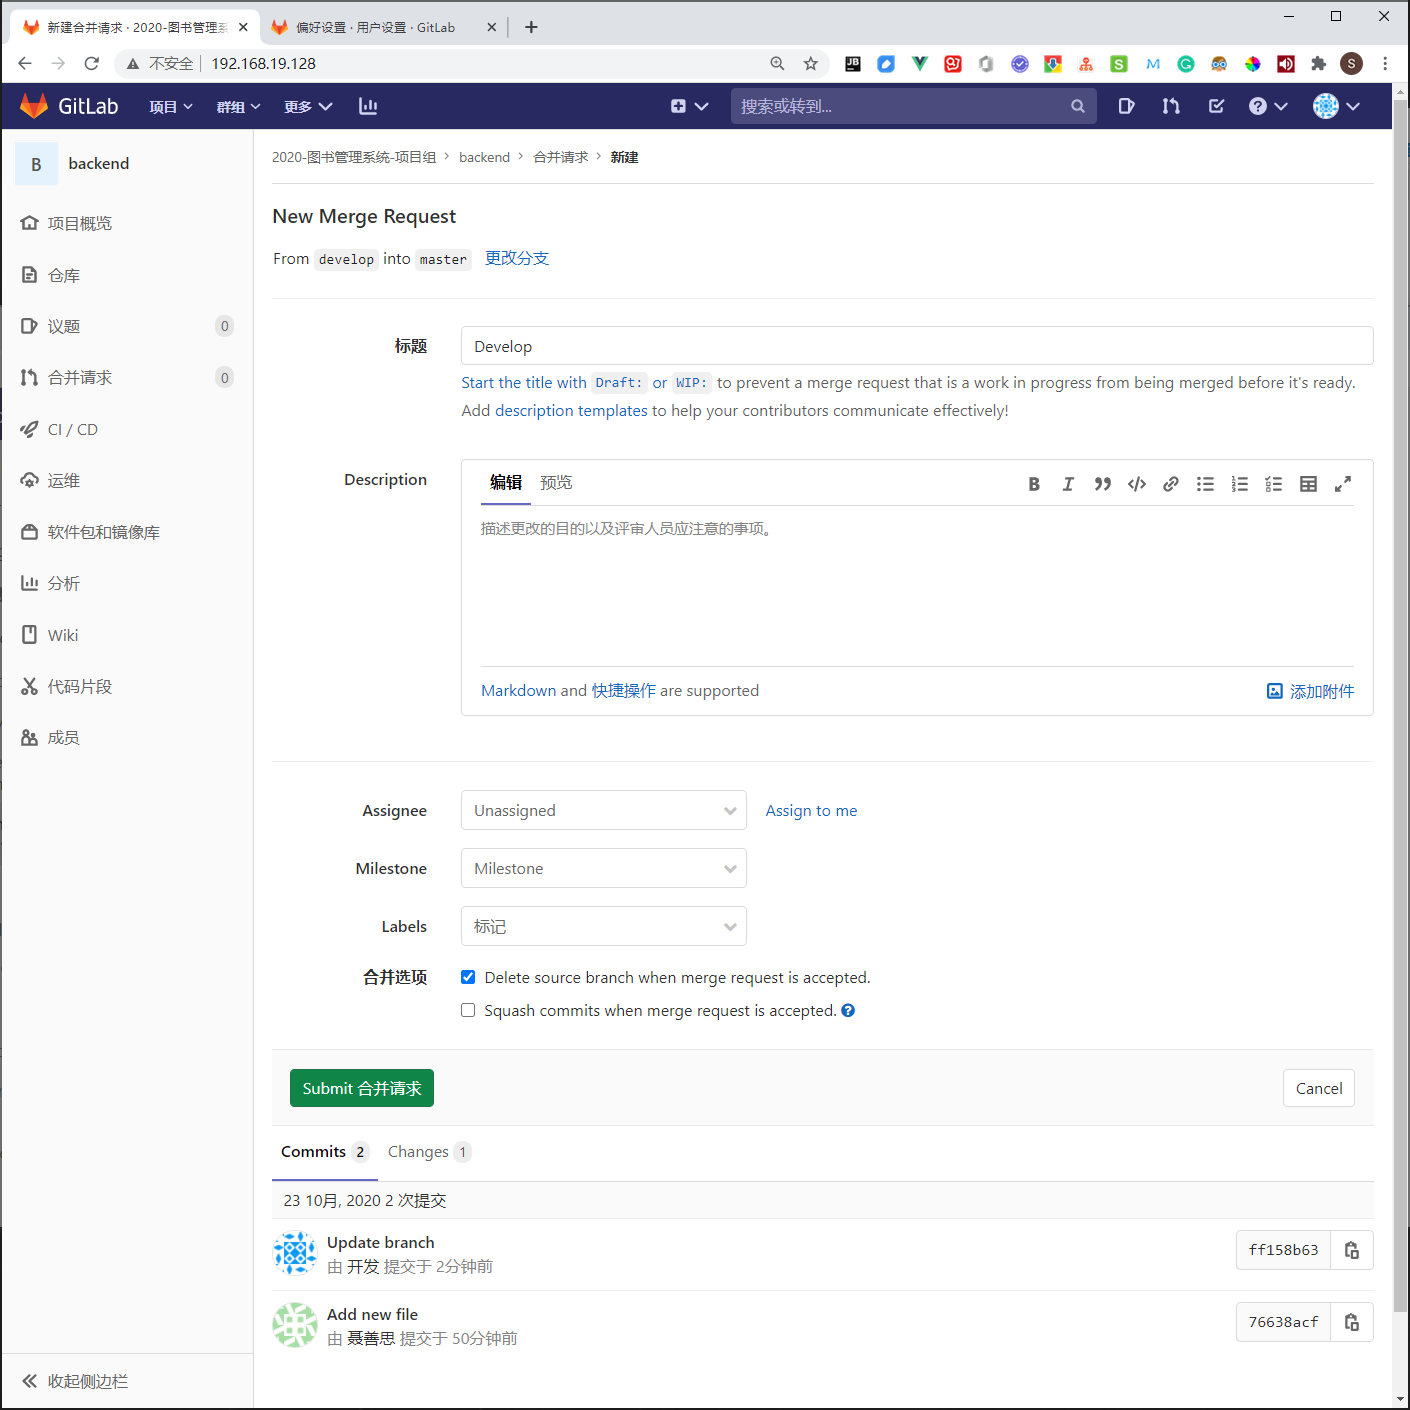 新建合并请求 · 2020-图书管理系
偏好设置 · 用户设置 · GitLab
不安全
192.168.19.128
GitLab
项目
群组
更多
搜索或转到...
S
B
backend
项目概览
仓库
议题
0
合并请求
0
CI / CD
运维
软件包和镜像库
分析
Wiki
代码片段
成员
收起侧边栏
2020-图书管理系统-项目组 › backend › 合并请求 › 新建
New Merge Request
From develop into master 更改分支
标题
Develop
Start the title with Draft: or WIP: to prevent a merge request that is a work in progress from being merged before it's ready.
Add description templates to help your contributors communicate effectively!
Description
编辑
预览
描述更改的目的以及评审人员应注意的事项。
Markdown and 快捷操作 are supported
添加附件
Assignee
Unassigned
Assign to me
Milestone
Milestone
Labels
标记
合并选项
Delete source branch when merge request is accepted.
Squash commits when merge request is accepted.
Submit 合并请求
Cancel
Commits 2
Changes 1
23 10月, 2020 2 次提交
Update branch
由 开发 提交于 2分钟前
ff158b63
Add new file
由 聂善思 提交于 50分钟前
76638acf